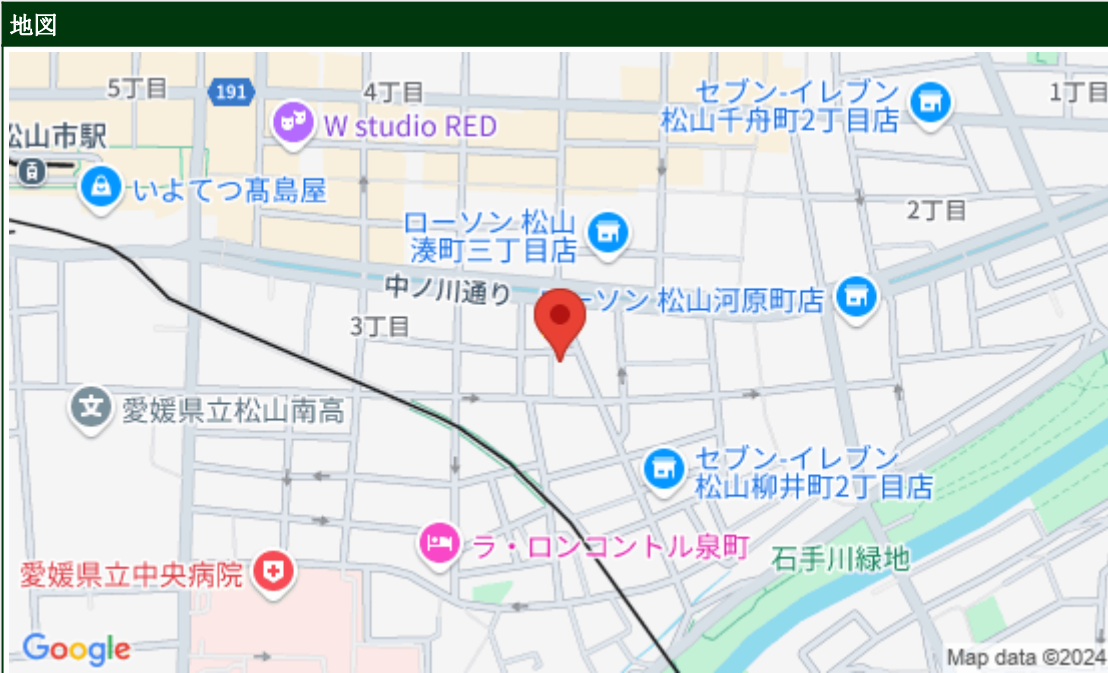 地図
5丁目
191
4丁目
セブン-イレブン
松山千舟町2丁目店
1丁目
松山市駅
W studio RED
いよてつ髙島屋
2丁目
ローソン 松山
湊町三丁目店
中ノ川通り
ーソン 松山河原町店
3丁目
文
愛媛県立松山南高
セブン-イレブン
松山柳井町2丁目店
ラ・ロンコントル泉町
石手川緑地
愛媛県立中央病院
Google
Map data ©2024